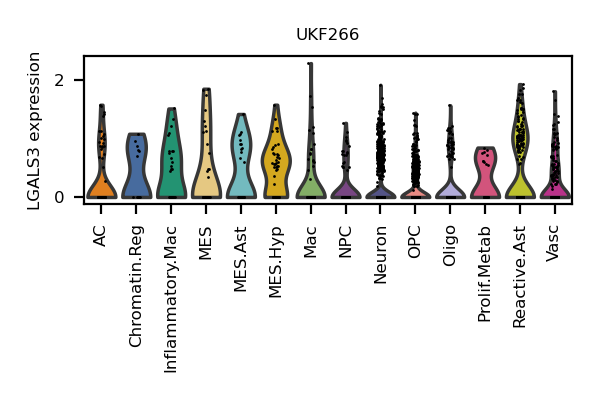 UKF266
LGALS3 expression
2
0
AC
Chromatin.Reg
Inflammatory.Mac
MES
MES.Ast
MES.Hyp
Mac
NPC
Neuron
OPC
Oligo
Prolif.Metab
Reactive.Ast
Vasc